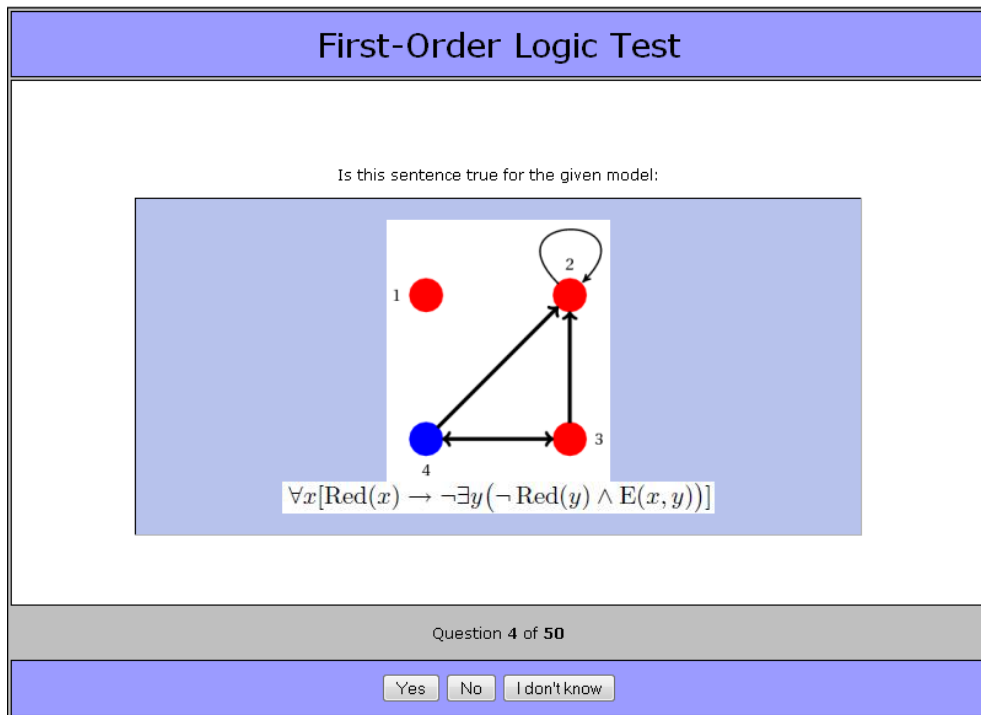 First-Order Logic Test
Is this sentence true for the given model:
2
1
3
4
∀x[Red(x) → ¬∃y(¬ Red(y) ∧ E(x, y))]
Question 4 of 50
Yes No I don't know